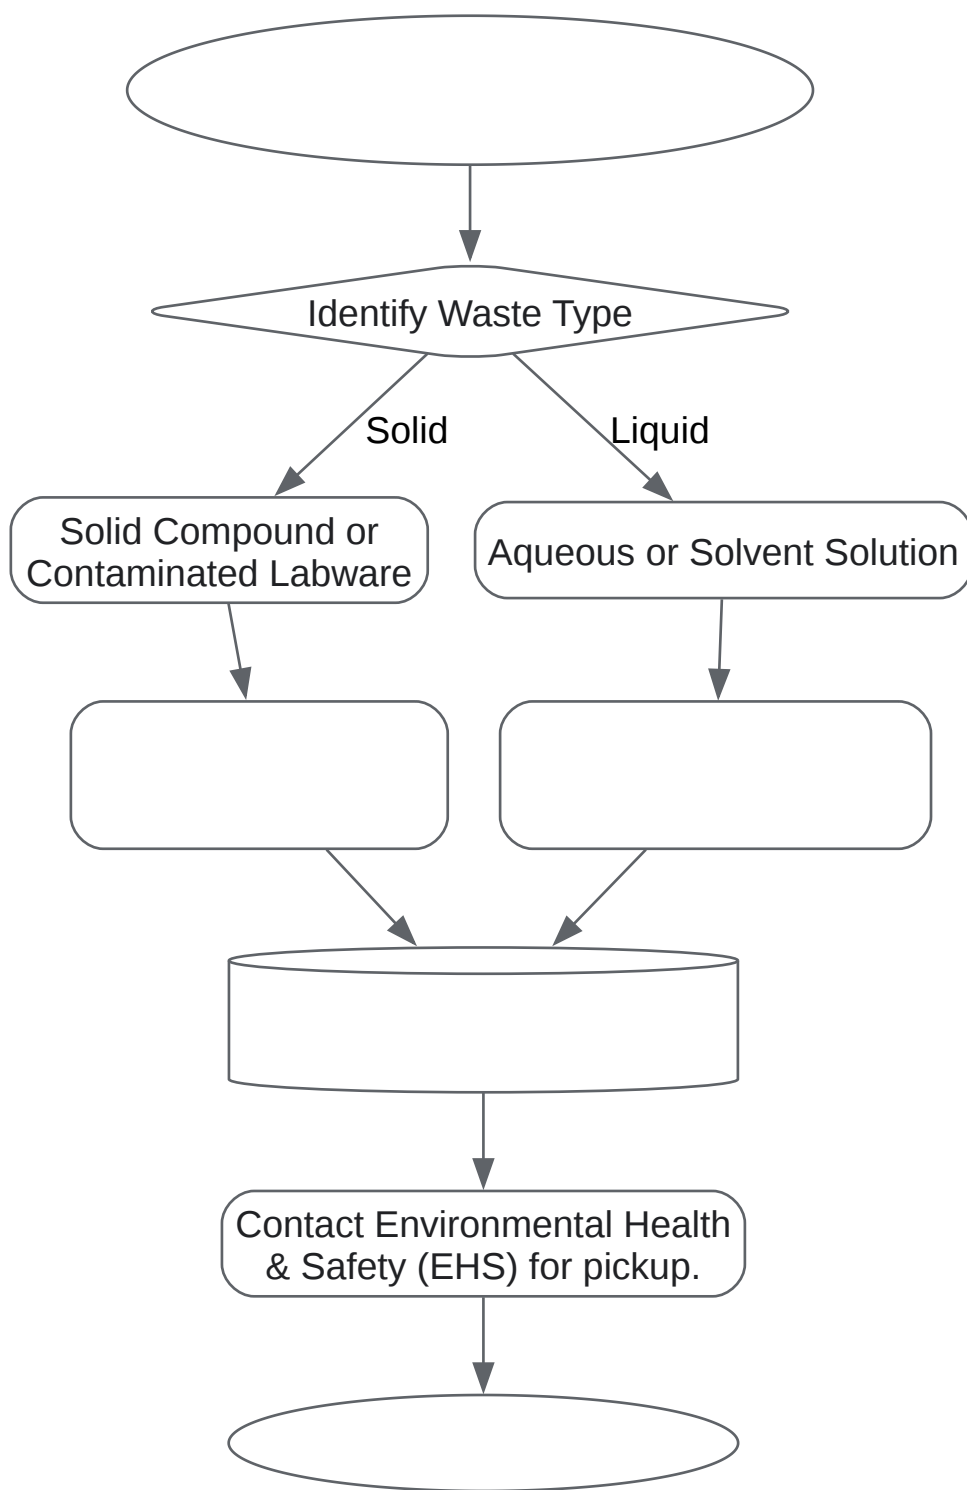 Identify Waste Type
Solid
Liquid
Solid Compound or
Contaminated Labware
Aqueous or Solvent Solution
Contact Environmental Health
& Safety (EHS) for pickup.